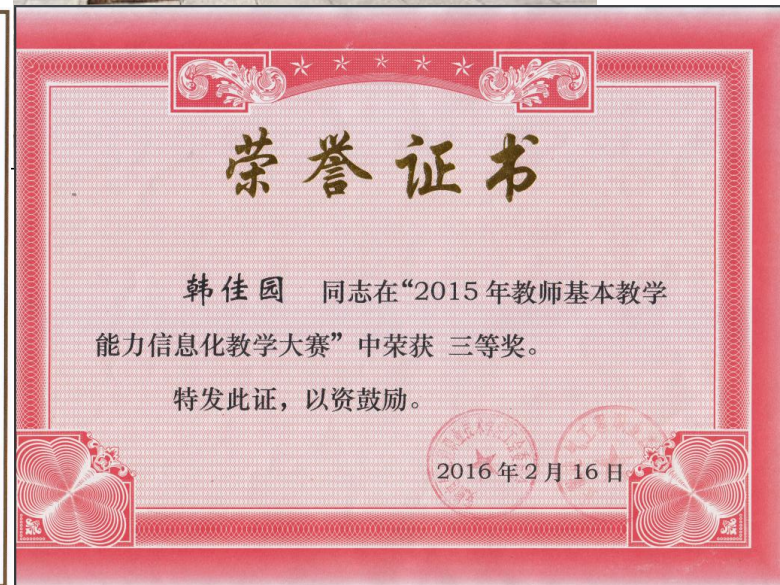 荣誉证书
韩佳园 同志在“2015年教师基本教学
能力信息化教学大赛”中荣获 三等奖。
特发此证，以资鼓励。
2016年2月16日